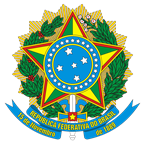 REPÚBLICA FEDERATIVA DO BRASIL
15 de Novembro
de 1889